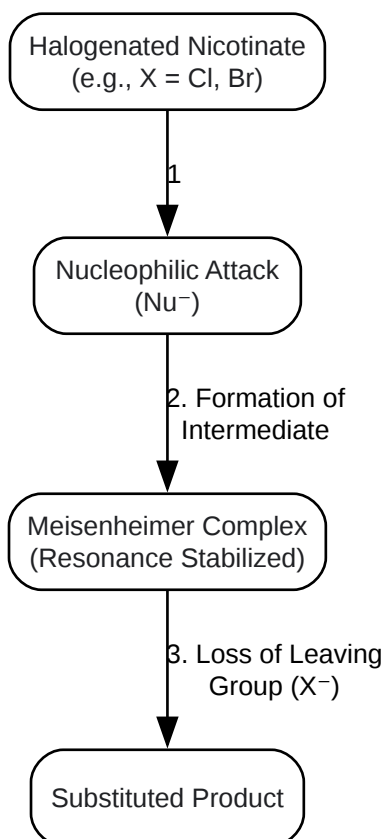 Halogenated Nicotinate
(e.g., X = Cl, Br)
1
Nucleophilic Attack
(Nu⁻)
2. Formation of
Intermediate
Meisenheimer Complex
(Resonance Stabilized)
3. Loss of Leaving
Group (X⁻)
Substituted Product